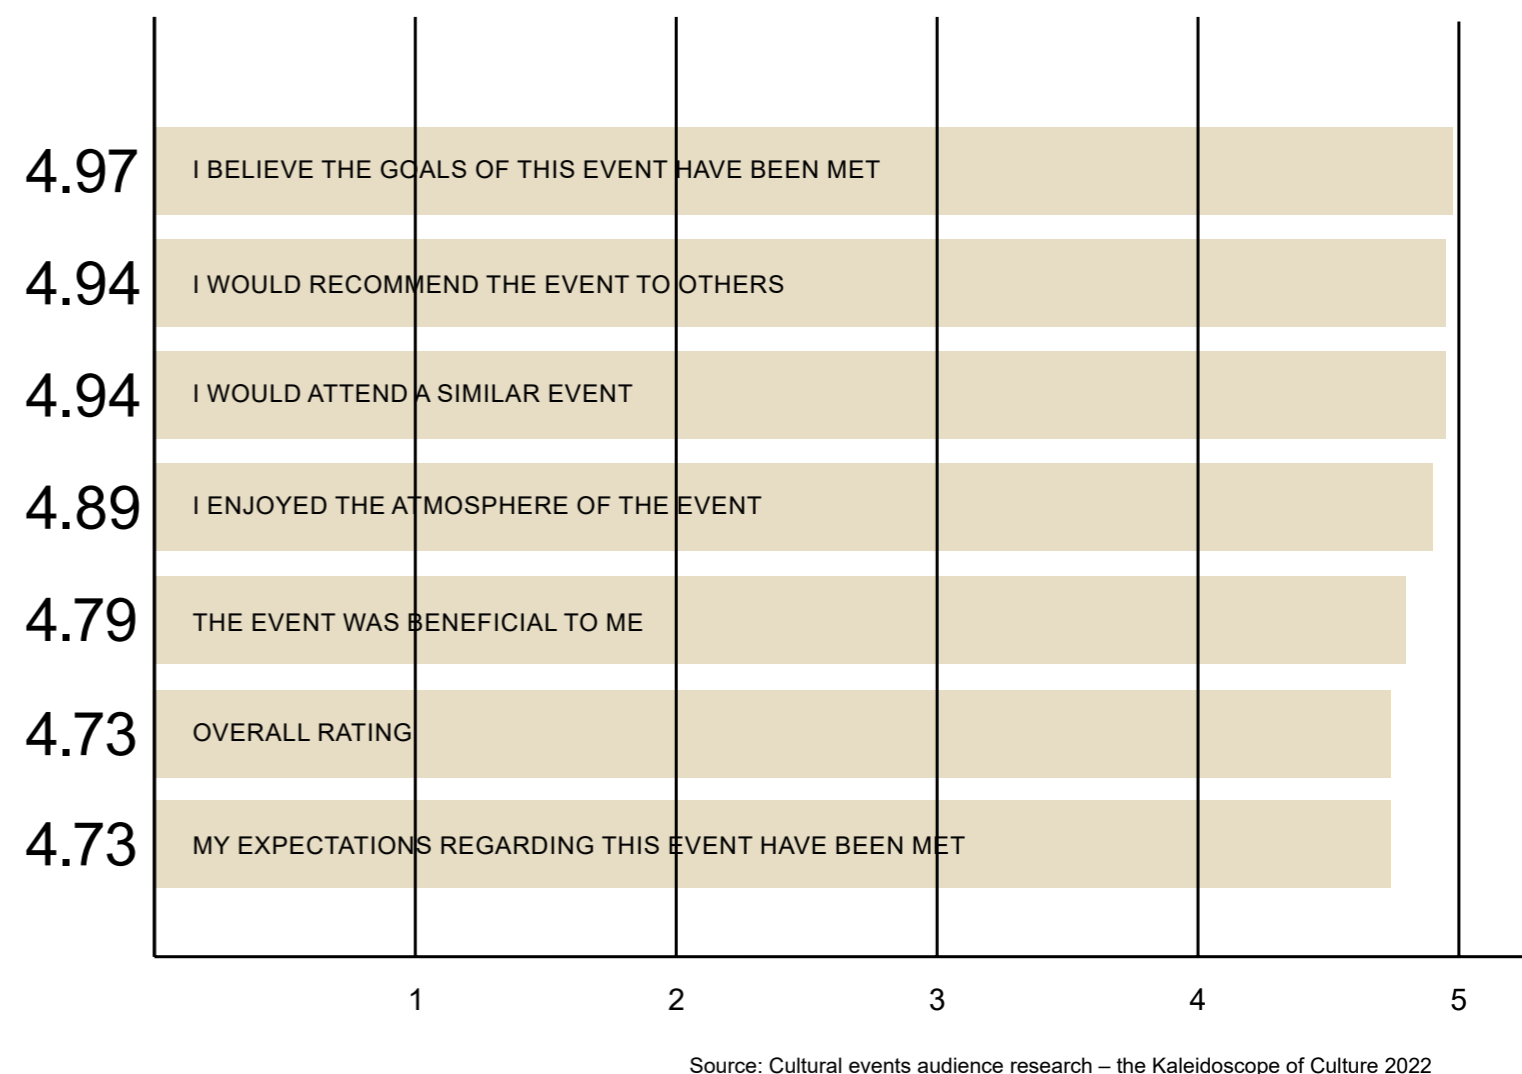 4.97 I BELIEVE THE GOALS OF THIS EVENT HAVE BEEN MET
4.94 I WOULD RECOMMEND THE EVENT TO OTHERS
4.94 I WOULD ATTEND A SIMILAR EVENT
4.89 I ENJOYED THE ATMOSPHERE OF THE EVENT
4.79 THE EVENT WAS BENEFICIAL TO ME
4.73 OVERALL RATING
4.73 MY EXPECTATIONS REGARDING THIS EVENT HAVE BEEN MET
1 2 3 4 5
Source: Cultural events audience research – the Kaleidoscope of Culture 2022